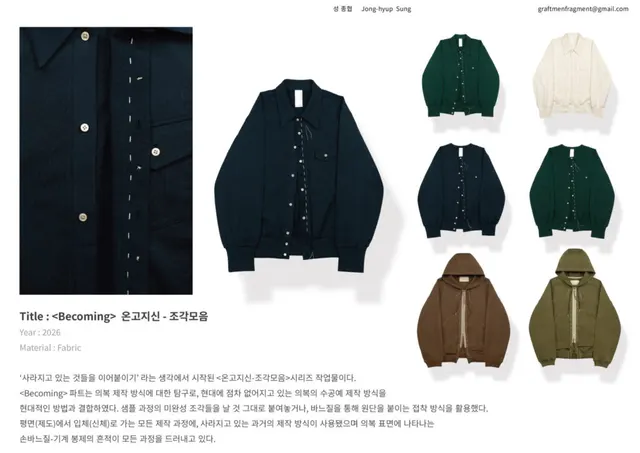 성 종협 Jong-hyup Sung
graftmenfragment@gmail.com
Title : <Becoming> 온고지신 - 조각모음
Year : 2026
Material : Fabric
‘사라지고 있는 것들을 이어붙이기’ 라는 생각에서 시작된 <온고지신-조각모음>시리즈 작업물이다.
<Becoming> 파트는 의복 제작 방식에 대한 탐구로, 현대에 점차 없어지고 있는 의복의 수공예 제작 방식을
현대적인 방법과 결합하였다. 샘플 과정의 미완성 조각들을 날 것 그대로 붙여놓거나, 바느질을 통해 원단을 붙이는 접착 방식을 활용했다.
평면(제도)에서 입체(신체)로 가는 모든 제작 과정에, 사라지고 있는 과거의 제작 방식이 사용됐으며 의복 표면에 나타나는
손바느질-기계 봉제의 흔적이 모든 과정을 드러내고 있다.